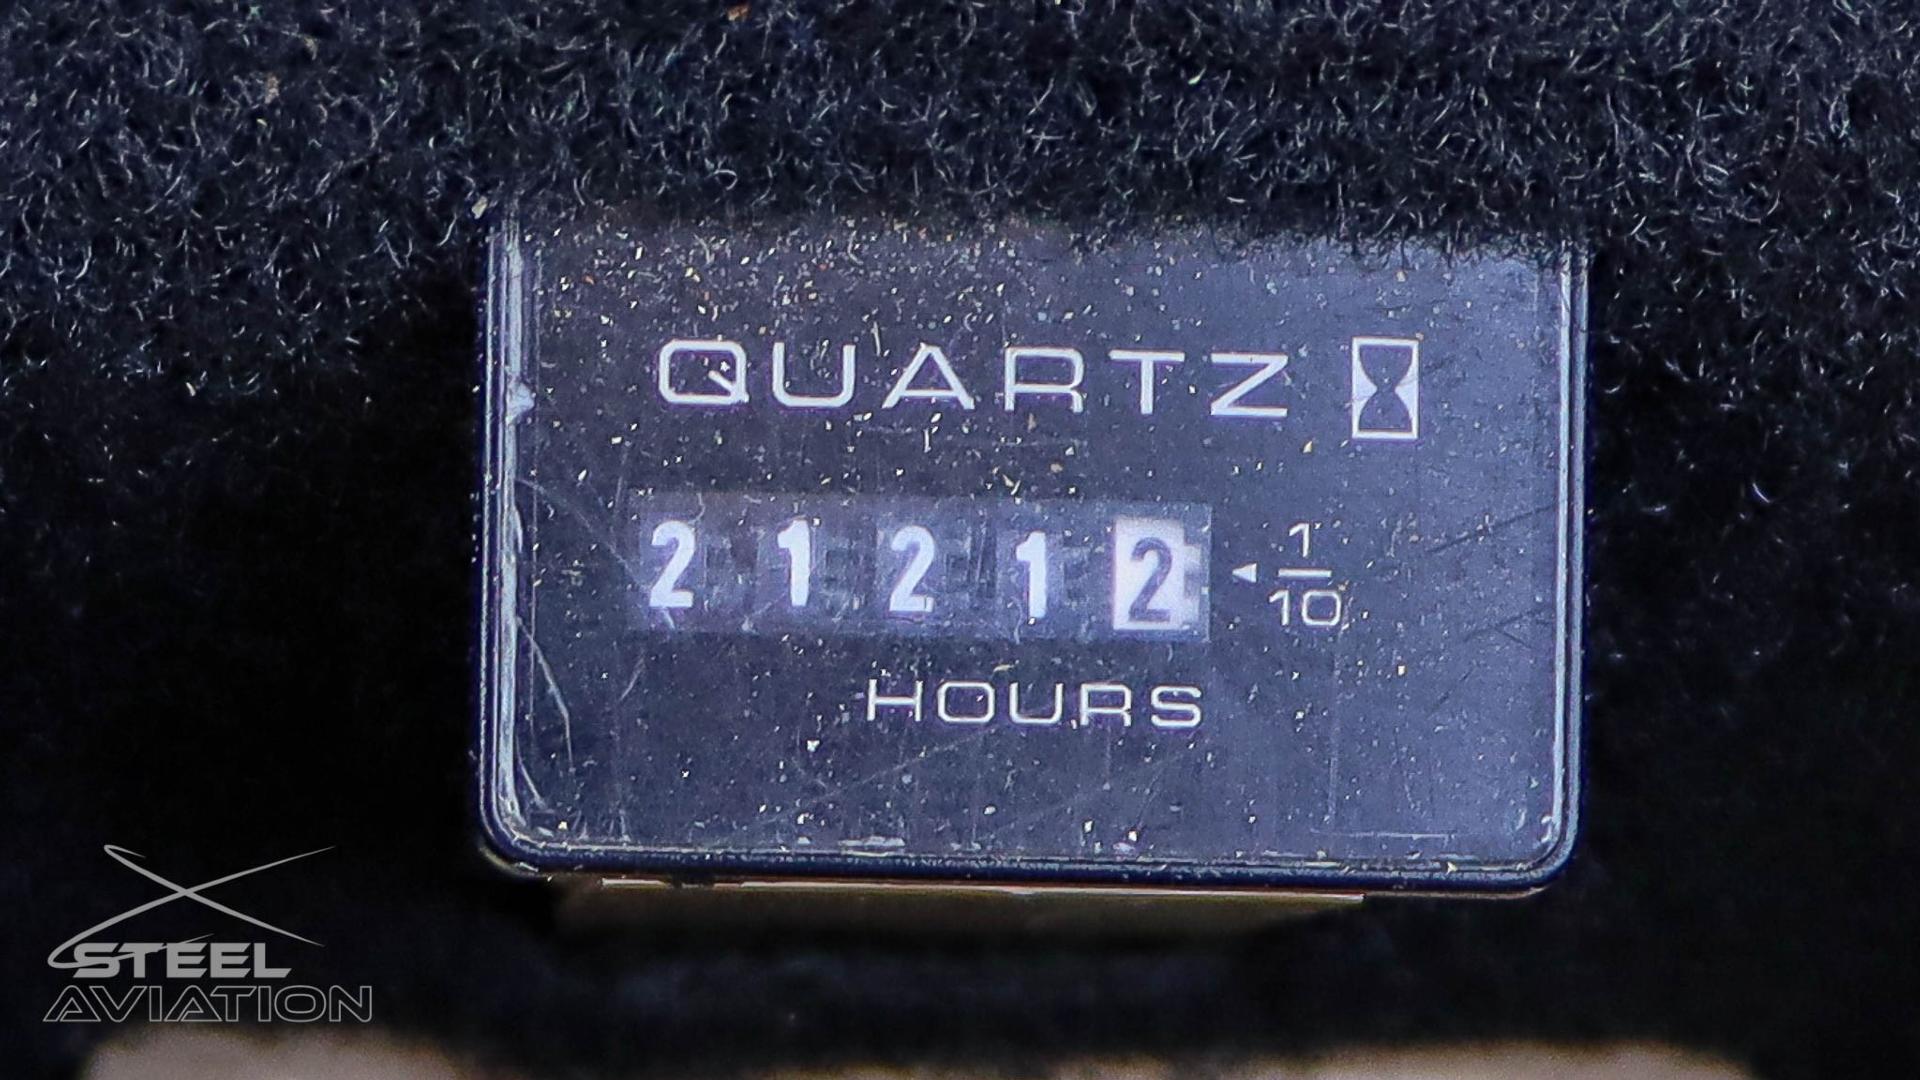 QUARTZ
21212 ◄ 1/10
HOURS
STEEL
AVIATION